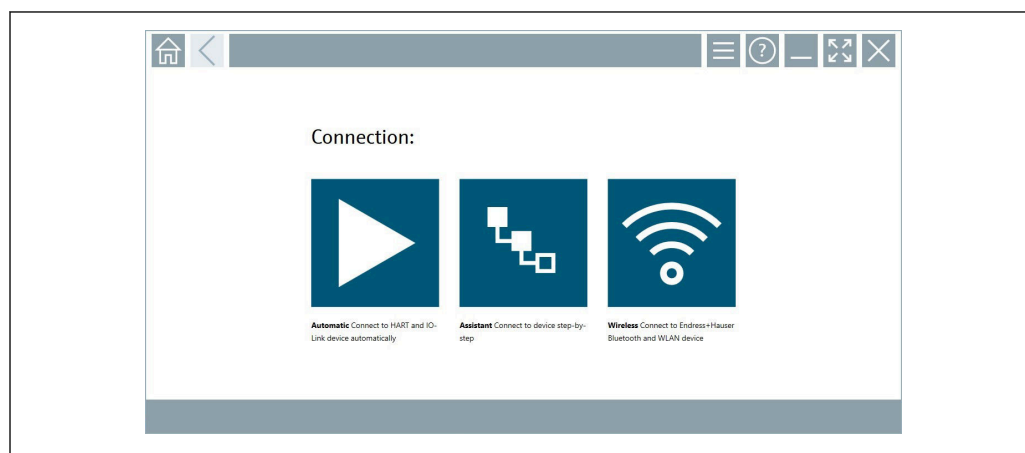 Connection:
Automatic Connect to HART and IO-
Link device automatically
Assistant Connect to device step-by-
step
Wireless Connect to Endress+Hauser
Bluetooth and WLAN device